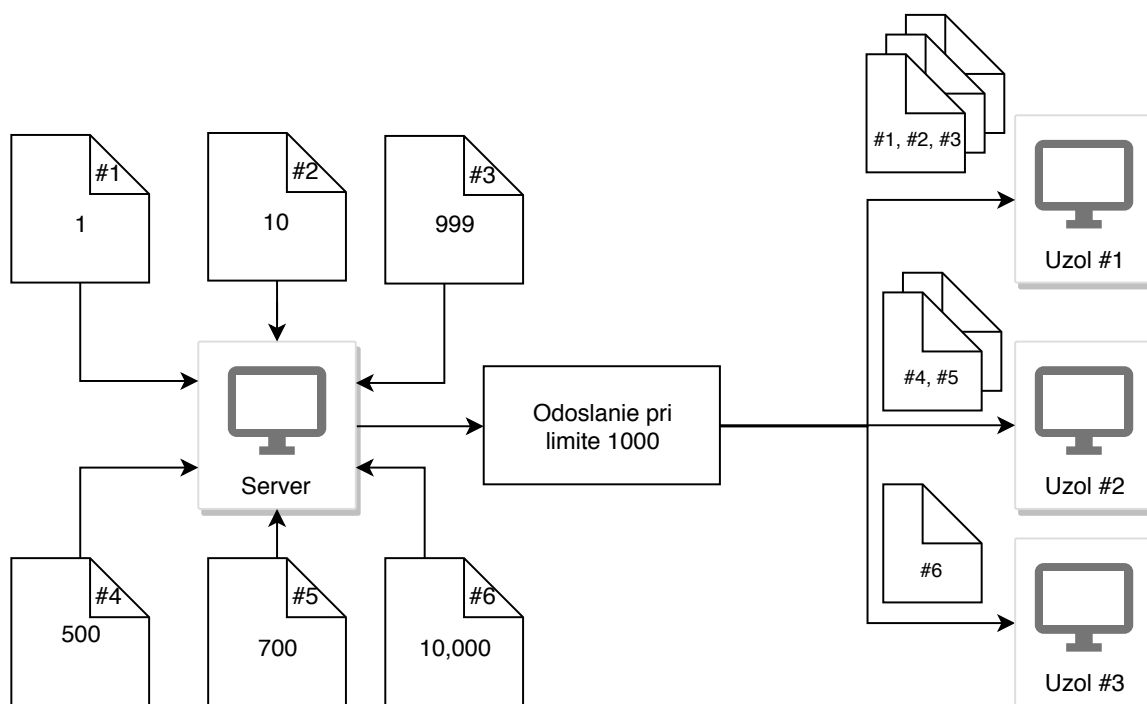 #1
1
#2
10
#3
999
Server
#4
500
#5
700
#6
10,000
Odoslanie pri
limite 1000
#1, #2, #3
Uzol #1
#4, #5
Uzol #2
#6
Uzol #3